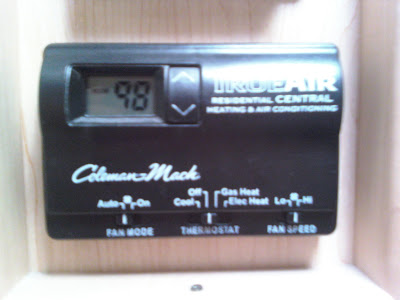 98
TRUEAIR
RESIDENTIAL CENTRAL
HEATING & AIR CONDITIONING
Coleman-Mach
Off Gas Heat
Auto On Cool Elec Heat Lo Hi
FAN MODE THERMOSTAT FAN SPEED